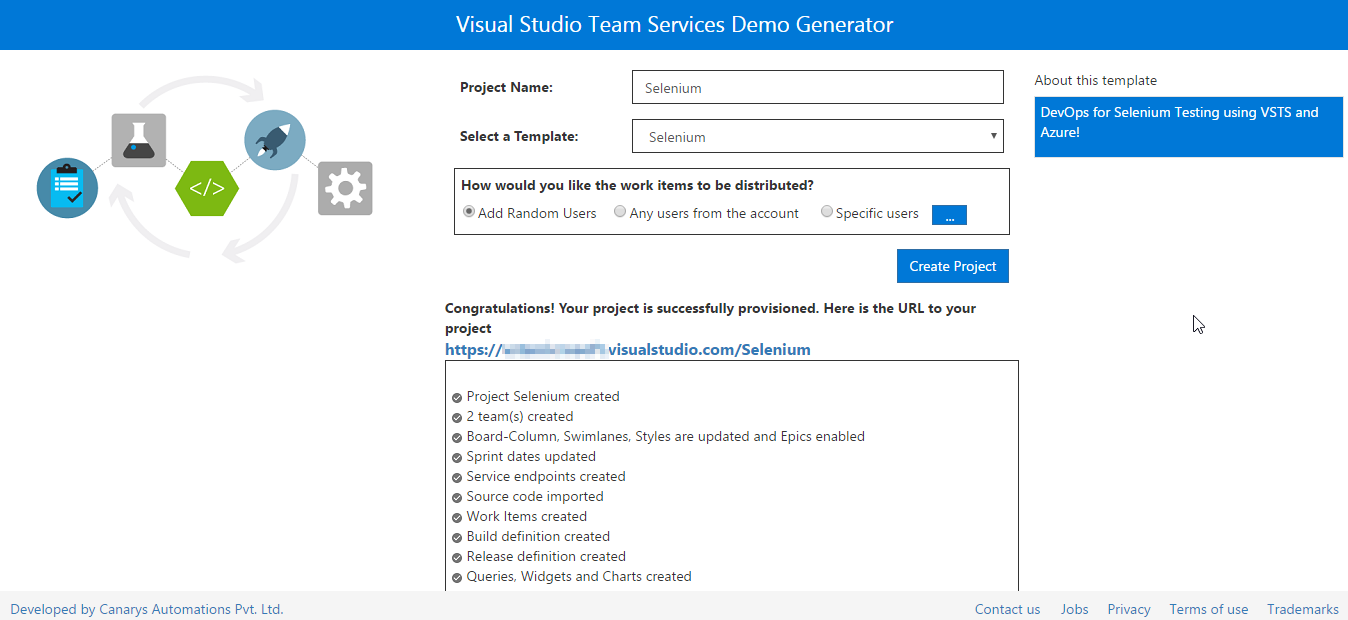 Visual Studio Team Services Demo Generator
</>
Project Name:
Selenium
Select a Template:
Selenium
How would you like the work items to be distributed?
Add Random Users Any users from the account Specific users ...
Create Project
About this template
DevOps for Selenium Testing using VSTS and
Azure!
Congratulations! Your project is successfully provisioned. Here is the URL to your
project
https:// visualstudio.com/Selenium
Project Selenium created
2 team(s) created
Board-Column, Swimlanes, Styles are updated and Epics enabled
Sprint dates updated
Service endpoints created
Source code imported
Work Items created
Build definition created
Release definition created
Queries, Widgets and Charts created
Developed by Canarys Automations Pvt. Ltd.
Contact us Jobs Privacy Terms of use Trademarks